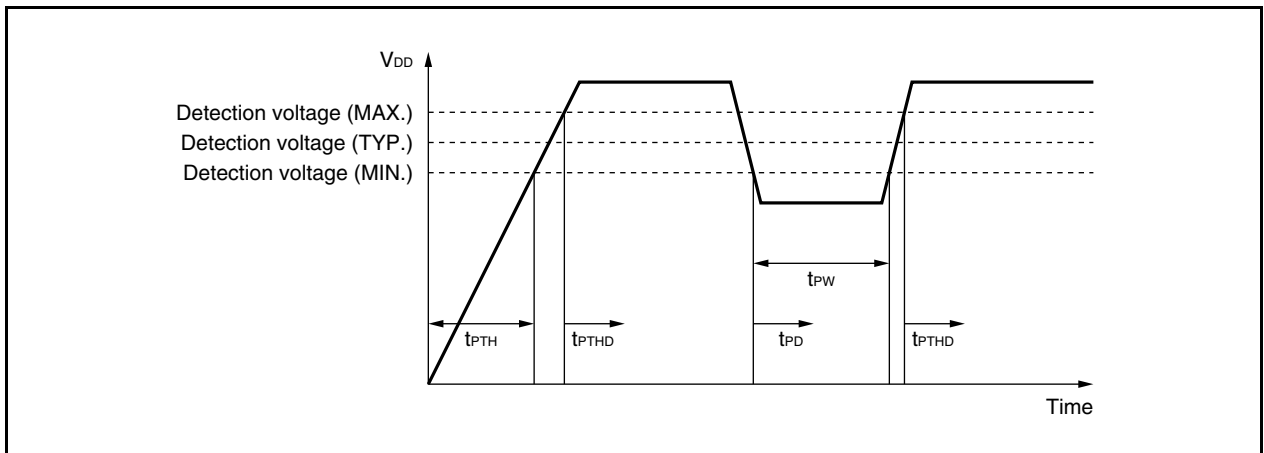 VDD
Detection voltage (MAX.)
Detection voltage (TYP.)
Detection voltage (MIN.)
tPW
tPTH
tPTHD
tPD
tPTHD
Time